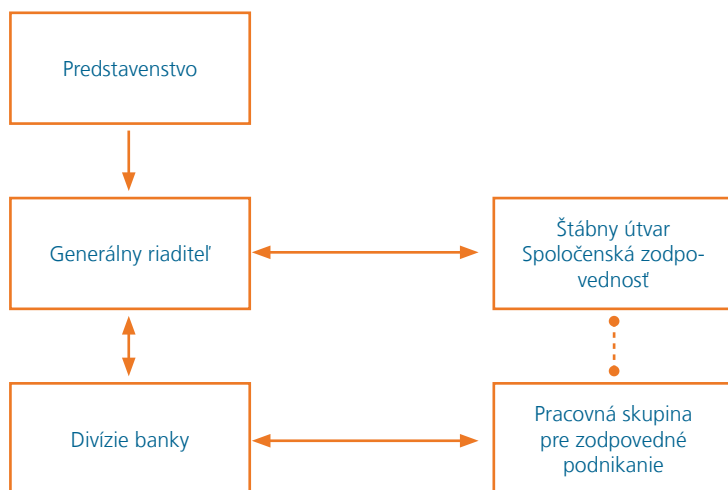 Predstavenstvo
Generálny riaditeľ
Štábny útvar
Spoločenská zodpo-
vednosť
Divízie banky
Pracovná skupina
pre zodpovedné
podnikanie